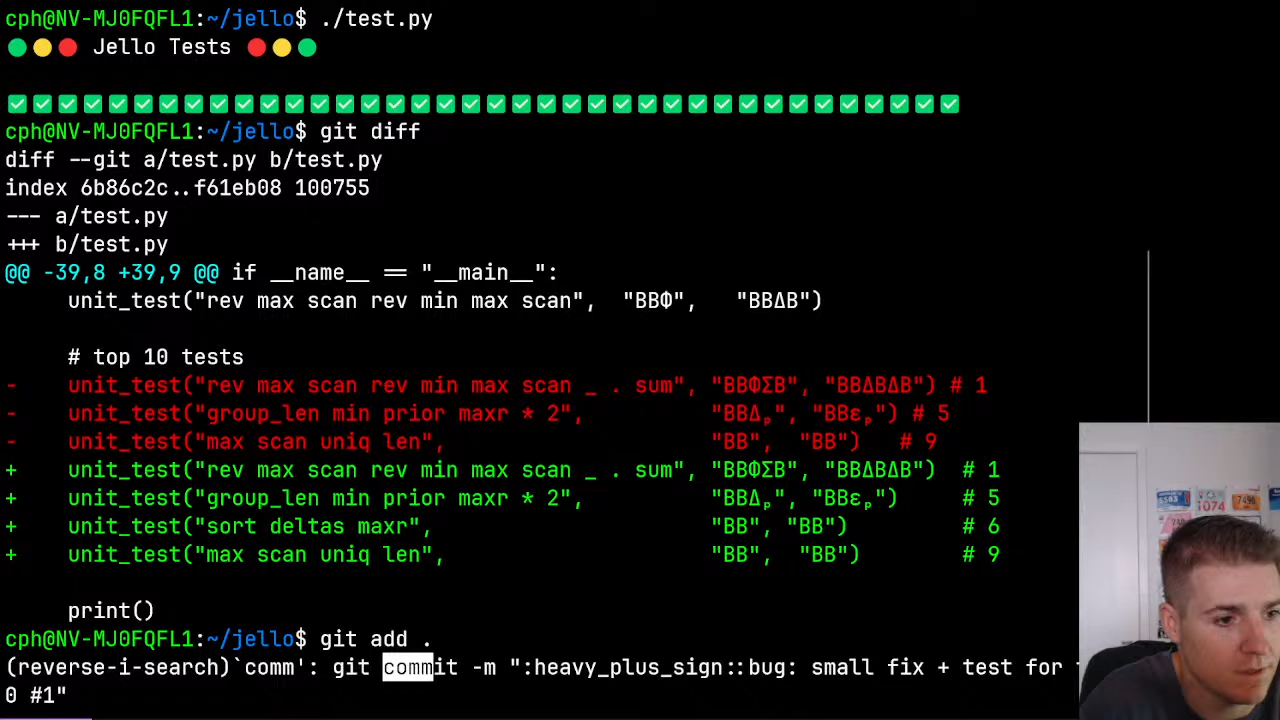 cph@NV-MJ0FQFL1:~/jello$ ./test.py
🟢🟡🔴 Jello Tests 🔴🟡🟢
✅✅✅✅✅✅✅✅✅✅✅✅✅✅✅✅✅✅✅✅✅✅✅✅✅✅✅✅✅✅✅✅✅✅✅✅✅✅
cph@NV-MJ0FQFL1:~/jello$ git diff
diff --git a/test.py b/test.py
index 6b86c2c..f61eb08 100755
--- a/test.py
+++ b/test.py
@@ -39,8 +39,9 @@ if __name__ == "__main__":
     unit_test("rev max scan rev min max scan",  "BBΦ",   "BBΔB")
     # top 10 tests
-    unit_test("rev max scan rev min max scan _ . sum", "BBΦΣB", "BBΔBΔB") # 1
-    unit_test("group_len min prior maxr * 2",          "BBΔₚ", "BBεₚ") # 5
-    unit_test("max scan uniq len",                     "BB",  "BB")   # 9
+    unit_test("rev max scan rev min max scan _ . sum", "BBΦΣB", "BBΔBΔB")  # 1
+    unit_test("group_len min prior maxr * 2",          "BBΔₚ", "BBεₚ")     # 5
+    unit_test("sort deltas maxr",                      "BB", "BB")         # 6
+    unit_test("max scan uniq len",                     "BB",  "BB")        # 9
     print()
cph@NV-MJ0FQFL1:~/jello$ git add .
(reverse-i-search)`comm': git commit -m ":heavy_plus_sign::bug: small fix + test for
0 #1"